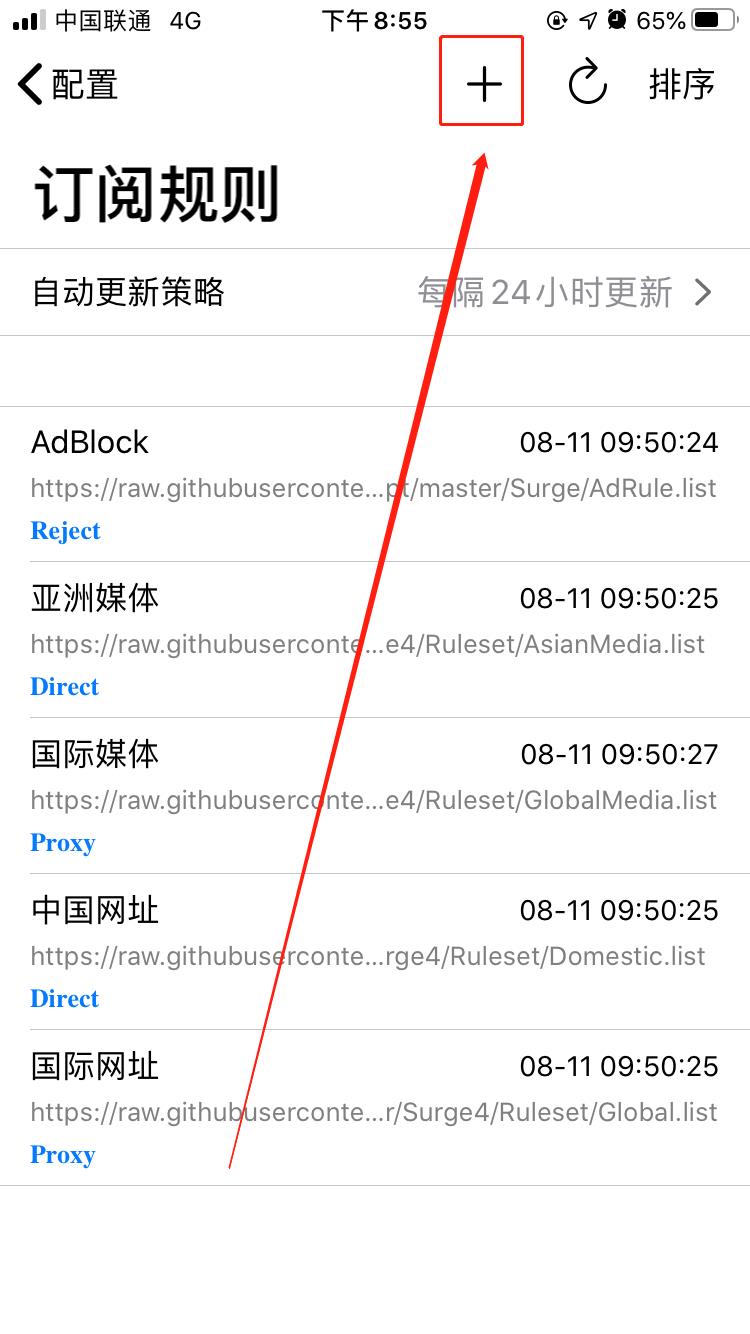 中国联通 4G 下午8:55 65%
配置 排序
订阅规则
自动更新策略 每隔24小时更新
AdBlock 08-11 09:50:24
https://raw.githubuserconte...pt/master/Surge/AdRule.list
Reject
亚洲媒体 08-11 09:50:25
https://raw.githubuserconte...e4/Ruleset/AsianMedia.list
Direct
国际媒体 08-11 09:50:27
https://raw.githubuserconte...e4/Ruleset/GlobalMedia.list
Proxy
中国网址 08-11 09:50:25
https://raw.githubuserconte...rge4/Ruleset/Domestic.list
Direct
国际网址 08-11 09:50:25
https://raw.githubuserconte...r/Surge4/Ruleset/Global.list
Proxy